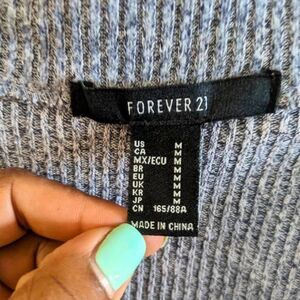 FOREVER 21
US M
CA M
MX/ECU M
BR M
EU M
UK M
KR M
JP M
CN 165/88A
MADE IN CHINA